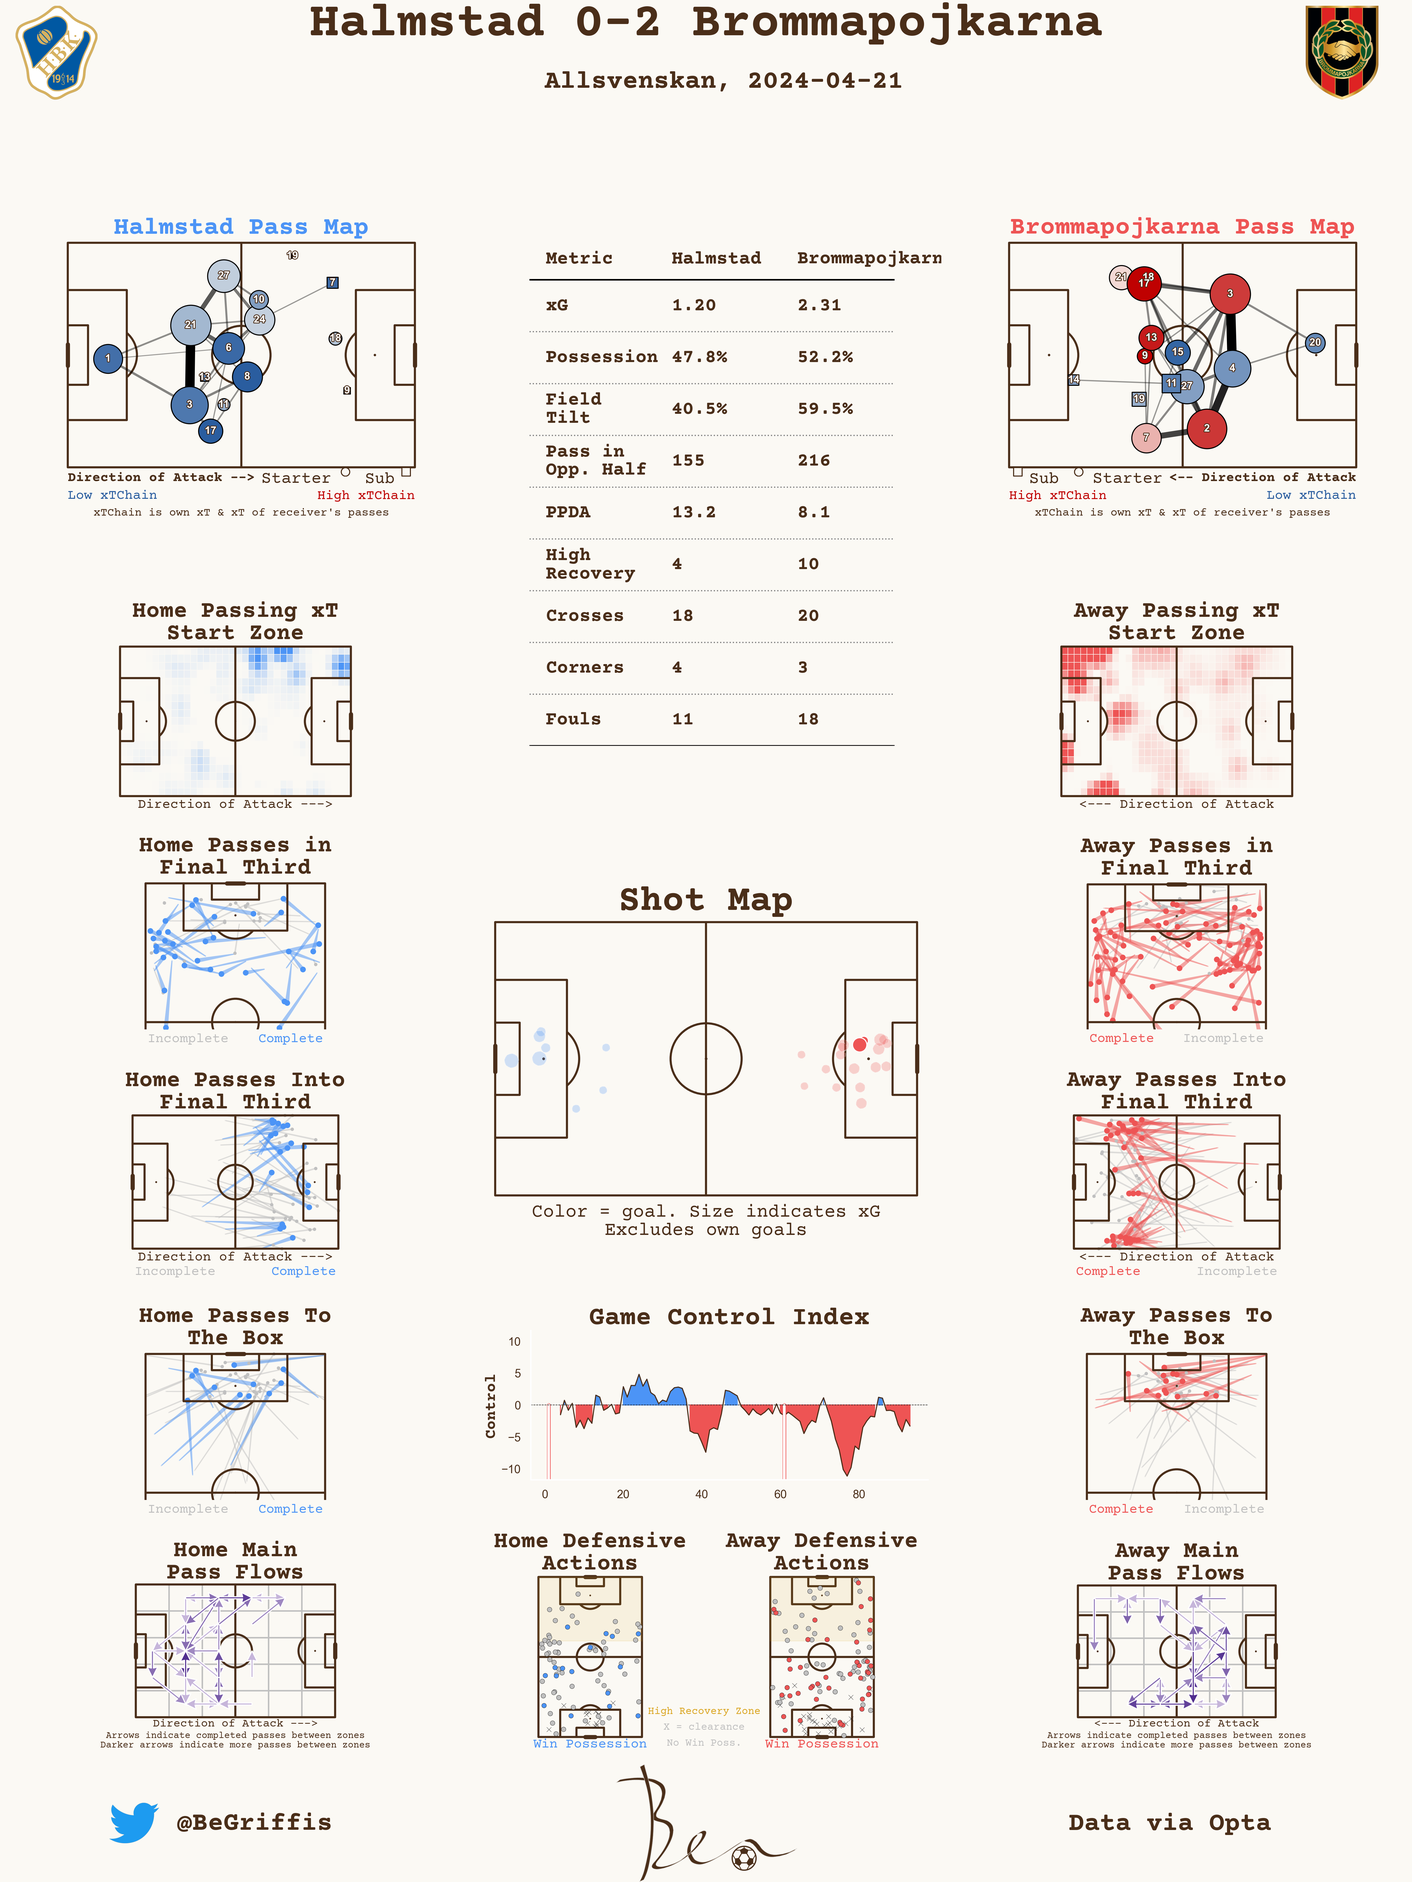 Halmstad 0-2 Brommapojkarna
Allsvenskan, 2024-04-21
H.B.K
1914
BROMMAPOJKARNA
Halmstad Pass Map
19
27
7
10
21
24
18
6
1
13
8
9
3
11
17
Direction of Attack --> Starter Sub
Low xTChain High xTChain
xTChain is own xT & xT of receiver's passes
Metric Halmstad Brommapojkarn
xG 1.20 2.31
Possession 47.8% 52.2%
Field
Tilt 40.5% 59.5%
Pass in
Opp. Half 155 216
PPDA 13.2 8.1
High
Recovery 4 10
Crosses 18 20
Corners 4 3
Fouls 11 18
Brommapojkarna Pass Map
21
18
17
3
13
20
15
9
4
14
11
27
19
2
7
Sub Starter <-- Direction of Attack
High xTChain Low xTChain
xTChain is own xT & xT of receiver's passes
Home Passing xT
Start Zone
Direction of Attack --->
Away Passing xT
Start Zone
<--- Direction of Attack
Home Passes in
Final Third
Incomplete Complete
Away Passes in
Final Third
Complete Incomplete
Shot Map
Color = goal. Size indicates xG
Excludes own goals
Home Passes Into
Final Third
Direction of Attack --->
Incomplete Complete
Away Passes Into
Final Third
<--- Direction of Attack
Complete Incomplete
Home Passes To
The Box
Incomplete Complete
Game Control Index
Control
10
5
0
−5
−10
0 20 40 60 80
Away Passes To
The Box
Complete Incomplete
Home Main
Pass Flows
Direction of Attack --->
Arrows indicate completed passes between zones
Darker arrows indicate more passes between zones
Home Defensive
Actions
Win Possession
Away Defensive
Actions
Win Possession
High Recovery Zone
X = clearance
No Win Poss.
Away Main
Pass Flows
<--- Direction of Attack
Arrows indicate completed passes between zones
Darker arrows indicate more passes between zones
@BeGriffis
Ben
Data via Opta